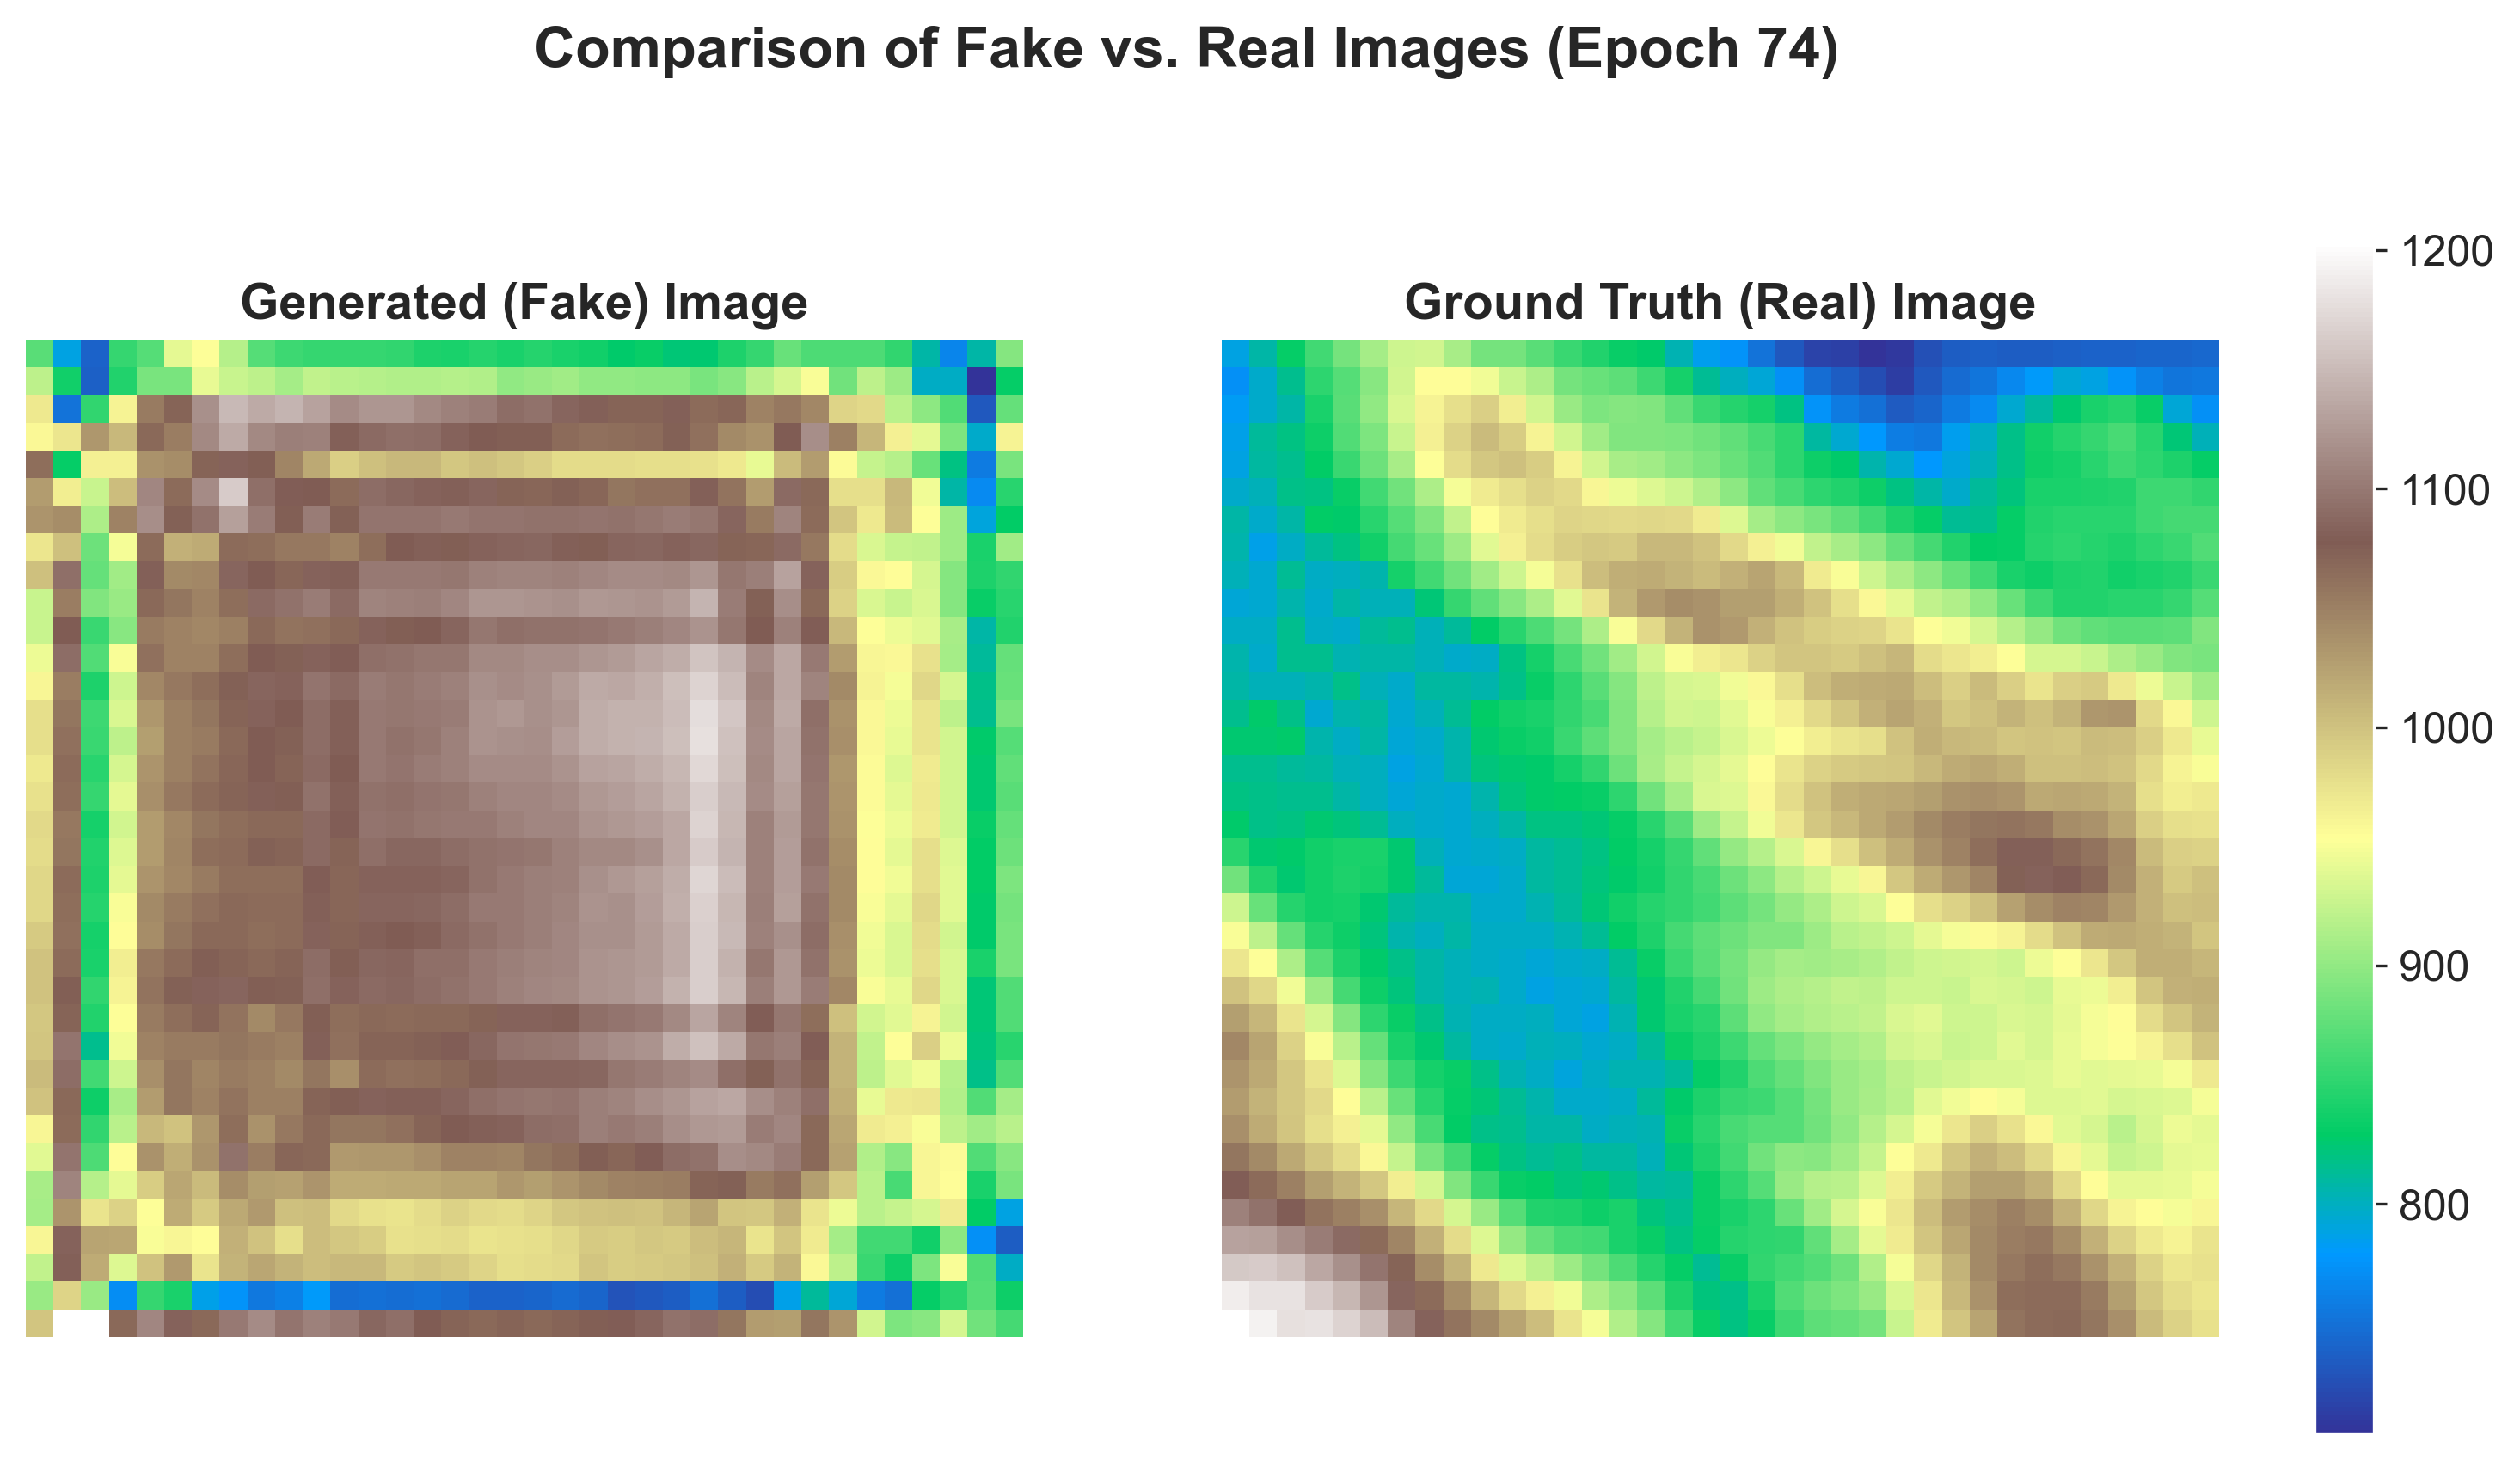 Comparison of Fake vs. Real Images (Epoch 74)
Generated (Fake) Image
Ground Truth (Real) Image
1200
1100
1000
900
800